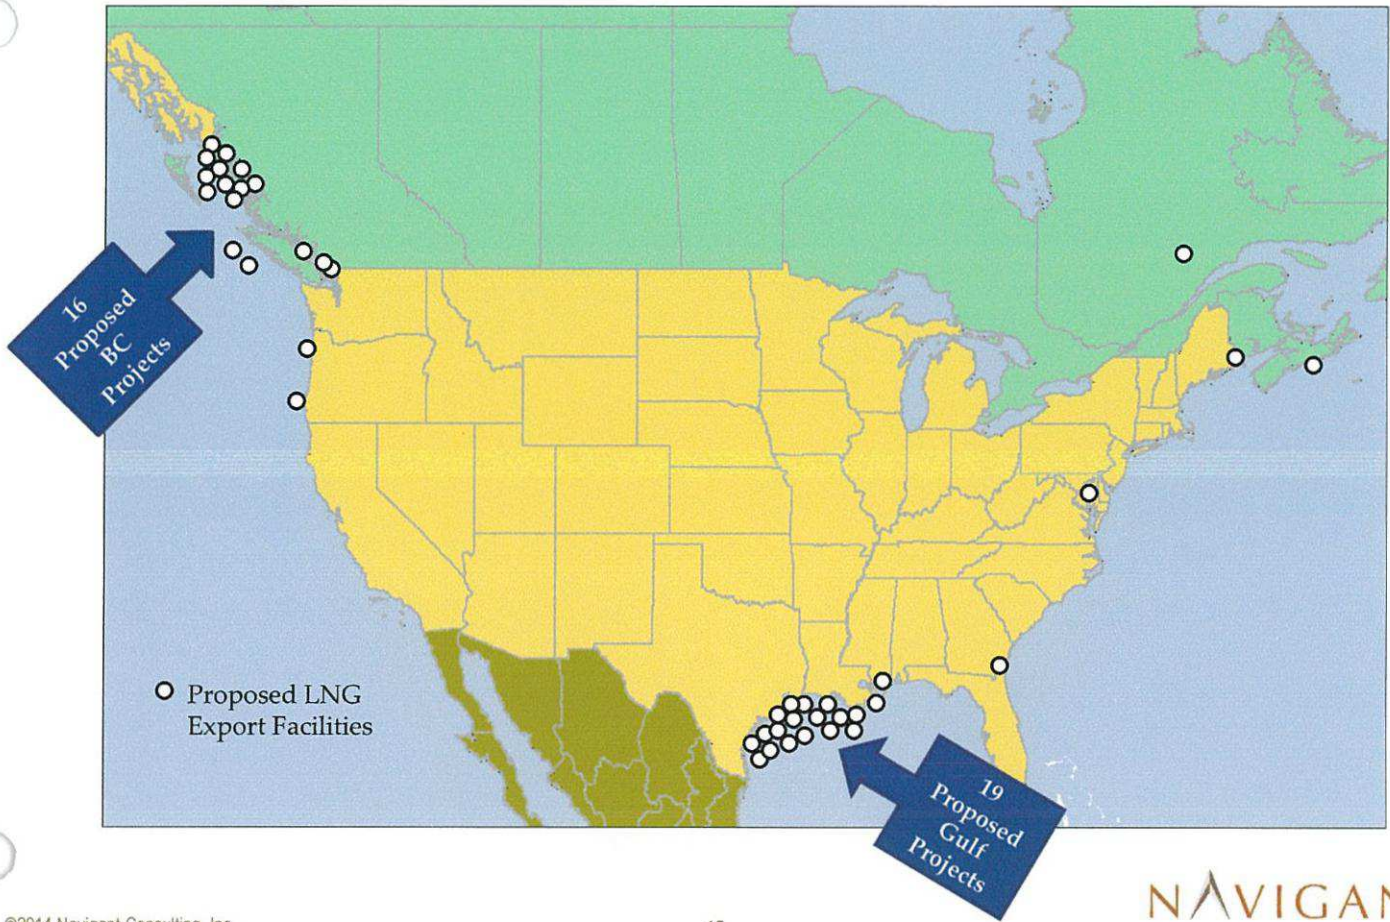 16
Proposed
BC
Projects
Proposed LNG
Export Facilities
19
Proposed
Gulf
Projects
NAVIGAN
©2014 Navigant Consulting, Inc.